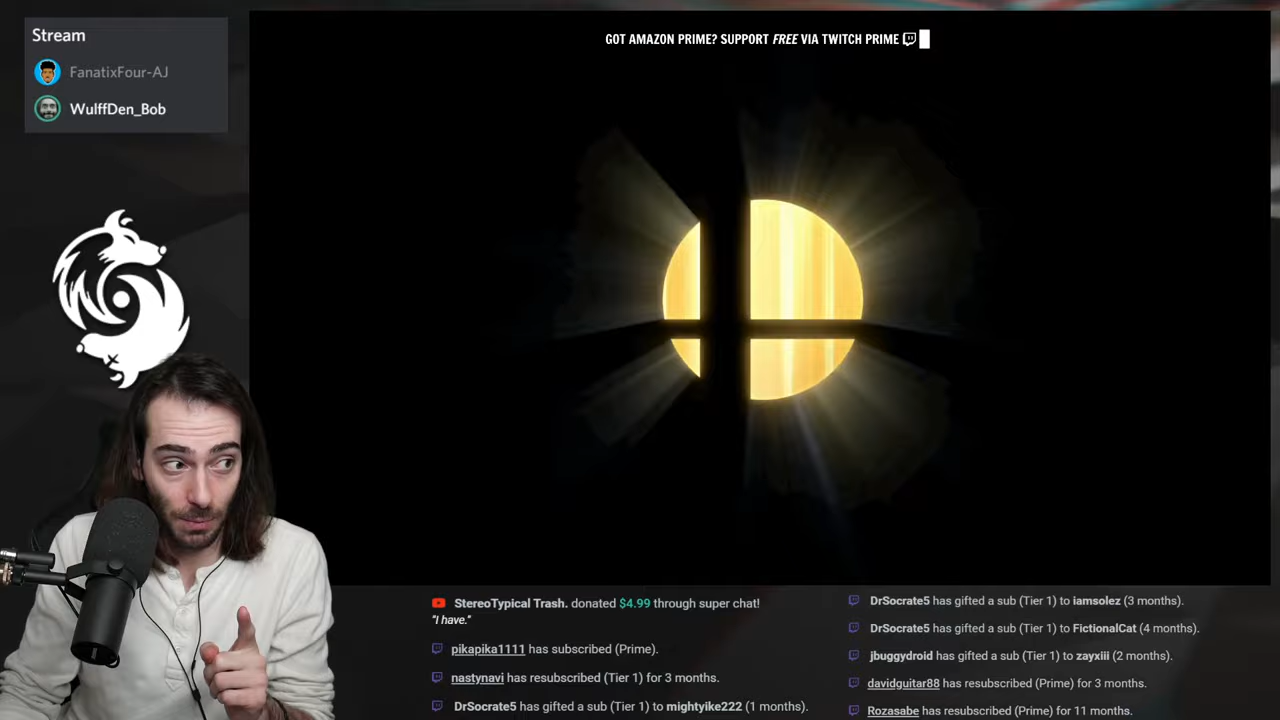 Stream
FanatixFour-AJ
WulffDen_Bob
GOT AMAZON PRIME? SUPPORT FREE VIA TWITCH PRIME
StereoTypical Trash. donated $4.99 through super chat!
"I have."
pikapika1111 has subscribed (Prime).
nastynavi has resubscribed (Tier 1) for 3 months.
DrSocrate5 has gifted a sub (Tier 1) to mightyike222 (1 months).
DrSocrate5 has gifted a sub (Tier 1) to iamsolez (3 months).
DrSocrate5 has gifted a sub (Tier 1) to FictionalCat (4 months).
jbuggydroid has gifted a sub (Tier 1) to zayxiii (2 months).
davidguitar88 has resubscribed (Prime) for 3 months.
Rozasabe has resubscribed (Prime) for 11 months.